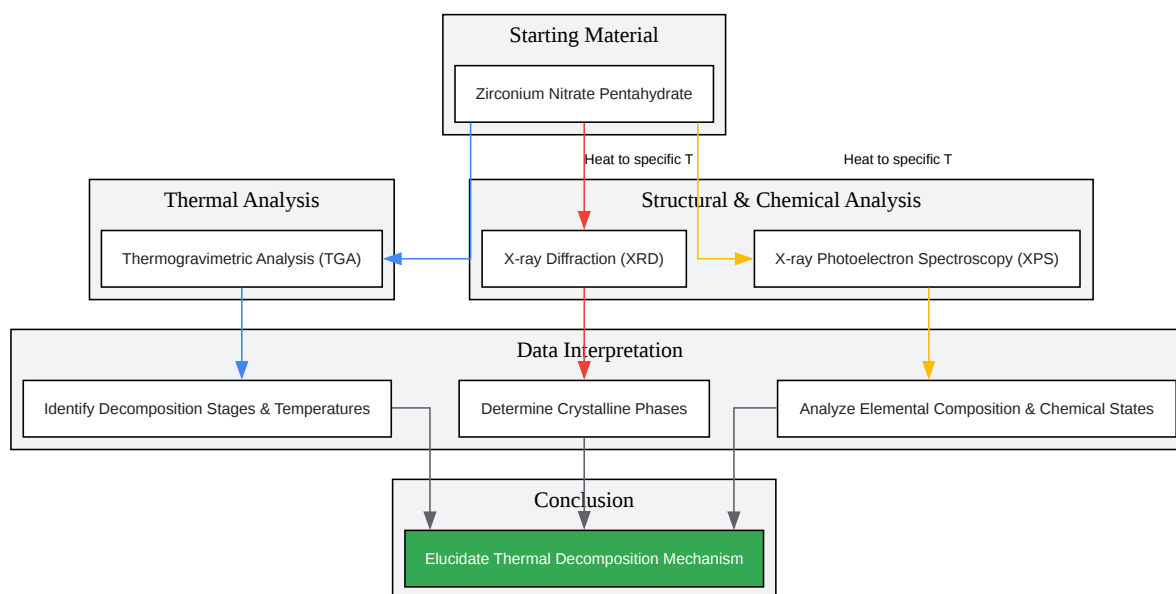 Starting Material
Zirconium Nitrate Pentahydrate
Heat to specific T
Heat to specific T
Thermal Analysis
Structural & Chemical Analysis
Thermogravimetric Analysis (TGA)
X-ray Diffraction (XRD)
X-ray Photoelectron Spectroscopy (XPS)
Data Interpretation
Identify Decomposition Stages & Temperatures
Determine Crystalline Phases
Analyze Elemental Composition & Chemical States
Conclusion
Elucidate Thermal Decomposition Mechanism